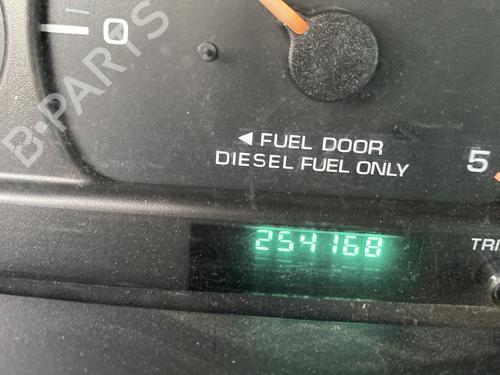 0
B-PARTS
◄ FUEL DOOR
DIESEL FUEL ONLY
5
254168
TRI